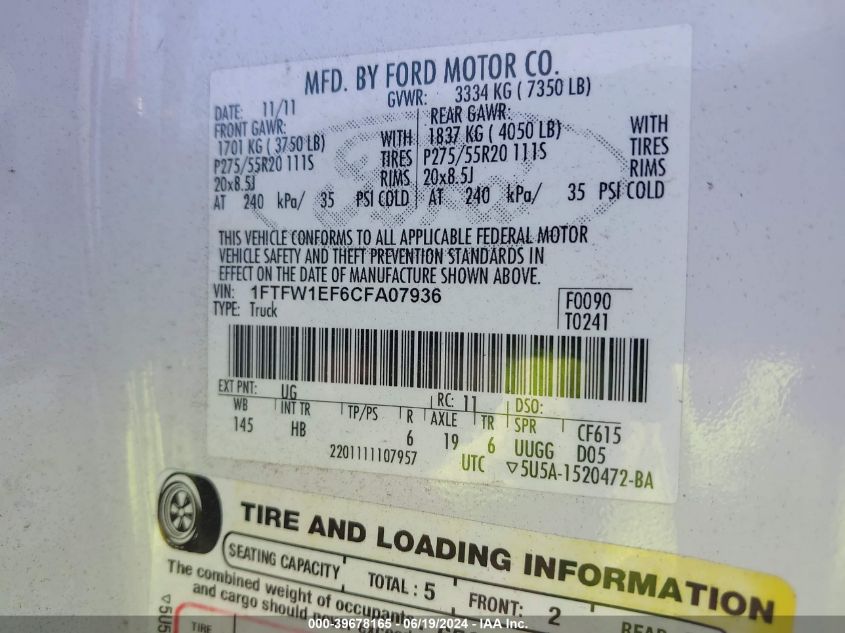 MFD. BY FORD MOTOR CO.
DATE: 11/11 GVWR: 3334 KG ( 7350 LB)
FRONT GAWR: REAR GAWR:
1701 KG ( 3750 LB) WITH 1837 KG ( 4050 LB) WITH
P275/55R20 111S TIRES P275/55R20 111S TIRES
20x8.5J RIMS 20x8.5J RIMS
AT 240 kPa/ 35 PSI COLD AT 240 kPa/ 35 PSI COLD
THIS VEHICLE CONFORMS TO ALL APPLICABLE FEDERAL MOTOR
VEHICLE SAFETY AND THEFT PREVENTION STANDARDS IN
EFFECT ON THE DATE OF MANUFACTURE SHOWN ABOVE.
VIN: 1FTFW1EF6CFA07936 F0090
TYPE: Truck T0241
EXT PNT: UG RC: 11 DSO:
WB INT TR TP/PS R AXLE TR SPR CF615
145 HB 6 19 6 UUGG D05
2201111107957 UTC ▽5U5A-1520472-BA
TIRE AND LOADING INFORMATION
SEATING CAPACITY TOTAL : 5 FRONT: 2
The combined weight of occupants
and cargo should
TIRE
▽5U5
000-39678165 - 06/19/2024 - IAA Inc.